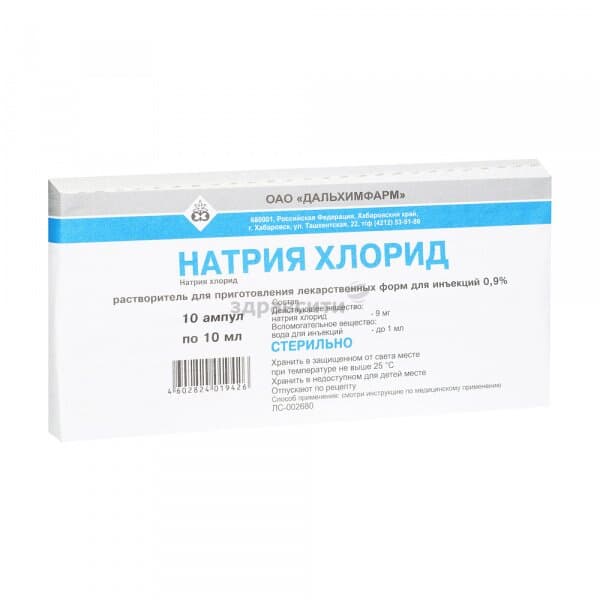 ОАО «ДАЛЬХИМФАРМ»
680001, Российская Федерация, Хабаровский край,
г. Хабаровск, ул. Ташкентская, 22, т/ф (4212) 53-91-86
НАТРИЯ ХЛОРИД
Натрия хлорид
растворитель для приготовления лекарственных форм для инъекций 0,9%
здравсити
10 ампул
по 10 мл
Состав
Действующее вещество:
натрия хлорид - 9 мг
Вспомогательное вещество:
вода для инъекций - до 1 мл
СТЕРИЛЬНО
Хранить в защищенном от света месте
при температуре не выше 25 °С
Хранить в недоступном для детей месте
Отпускают по рецепту
Способ применения: смотри инструкцию по медицинскому применению
ЛС-002680
4 602824 019426